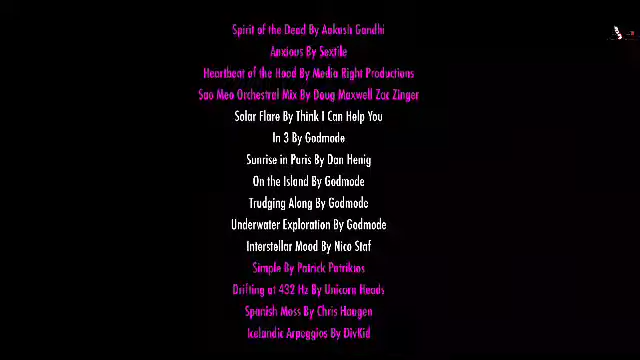 Spirit of the Dead By Aakash Gandhi
Anxious By Sextile
Heartbeat of the Hood By Media Right Productions
Sao Meo Orchestral Mix By Doug Maxwell Zac Zinger
Solar Flare By Think I Can Help You
In 3 By Godmode
Sunrise in Paris By Dan Henig
On the Island By Godmode
Trudging Along By Godmode
Underwater Exploration By Godmode
Interstellar Mood By Nico Staf
Simple By Patrick Patrikios
Drifting at 432 Hz By Unicorn Heads
Spanish Moss By Chris Haugen
Icelandic Arpeggios By DivKid